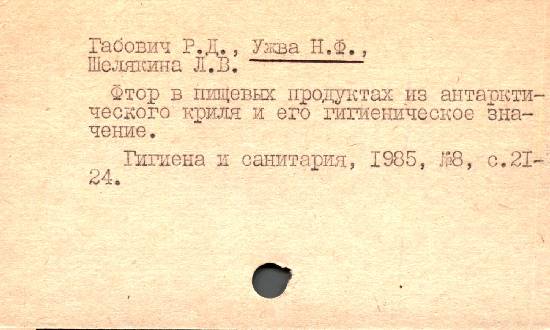 Габович Р.Д., Ужва Н.Ф.,
Шелякина Л.В.
Фтор в пищевых продуктах из антаркти-
ческого криля и его гигиеническое зна-
чение.
Гигиена и санитария, 1985, №8, с.21-
24.